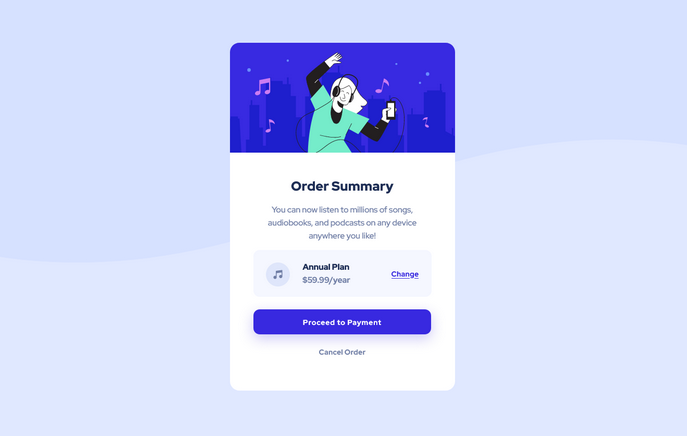 Order Summary
You can now listen to millions of songs,
audiobooks, and podcasts on any device
anywhere you like!
Annual Plan
$59.99/year
Change
Proceed to Payment
Cancel Order